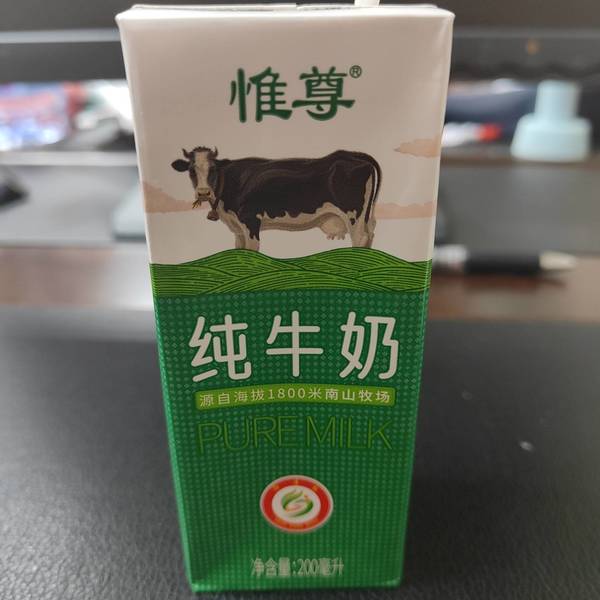 惟尊®
纯牛奶
源自海拔1800米南山牧场
PURE MILK
净含量:200毫升